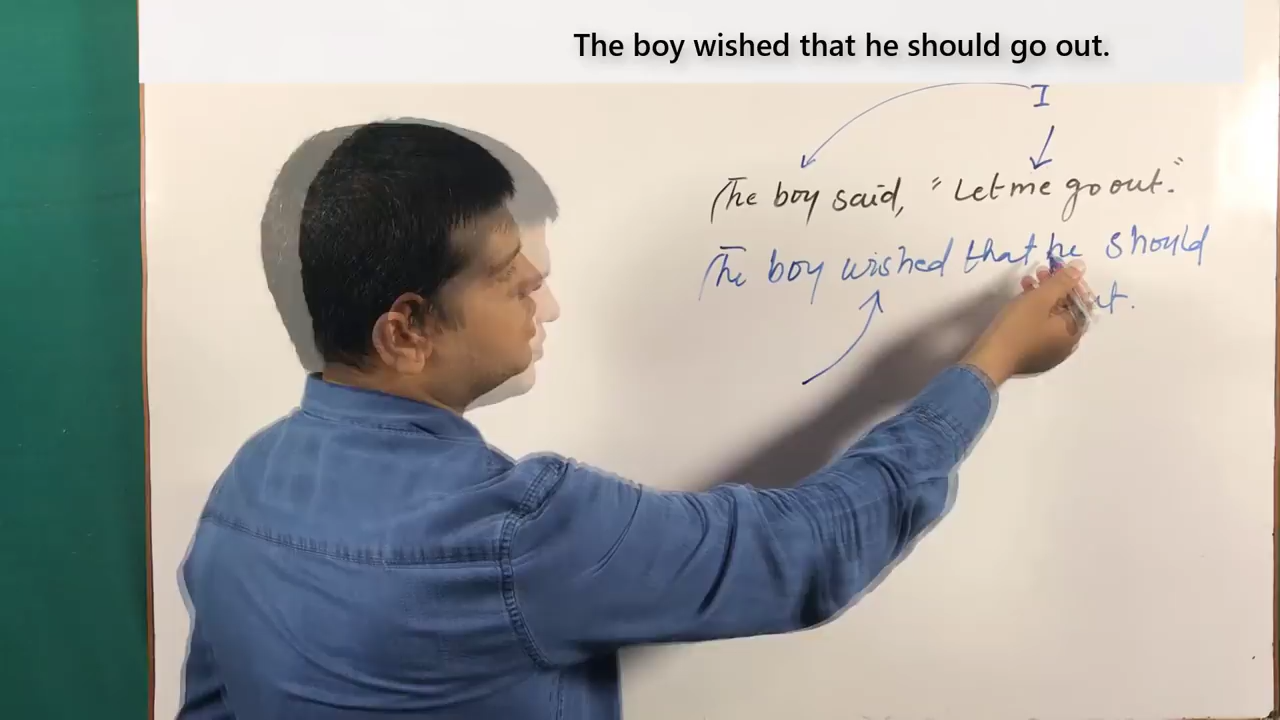 The boy wished that he should go out.
I
The boy said, "Let me go out."
The boy wished that he should